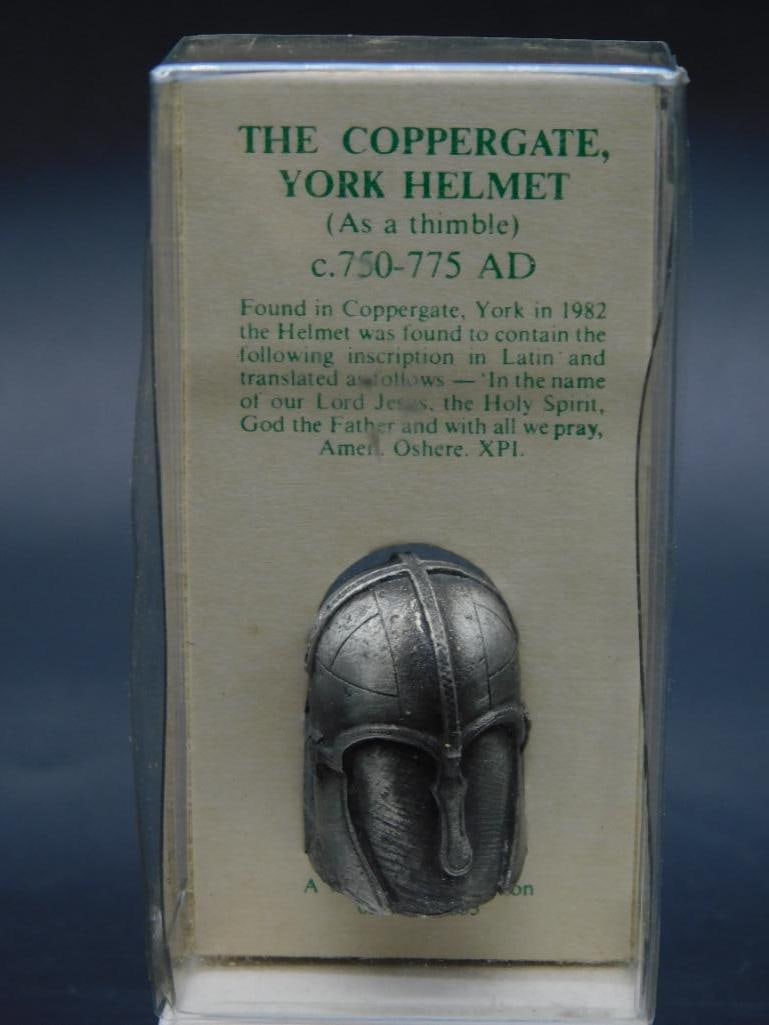 THE COPPERGATE,
YORK HELMET
(As a thimble)
c.750-775 AD
Found in Coppergate, York in 1982
the Helmet was found to contain the
following inscription in Latin and
translated as follows — 'In the name
of our Lord Jesus, the Holy Spirit,
God the Father and with all we pray,
Amen. Oshere. XPI.
A